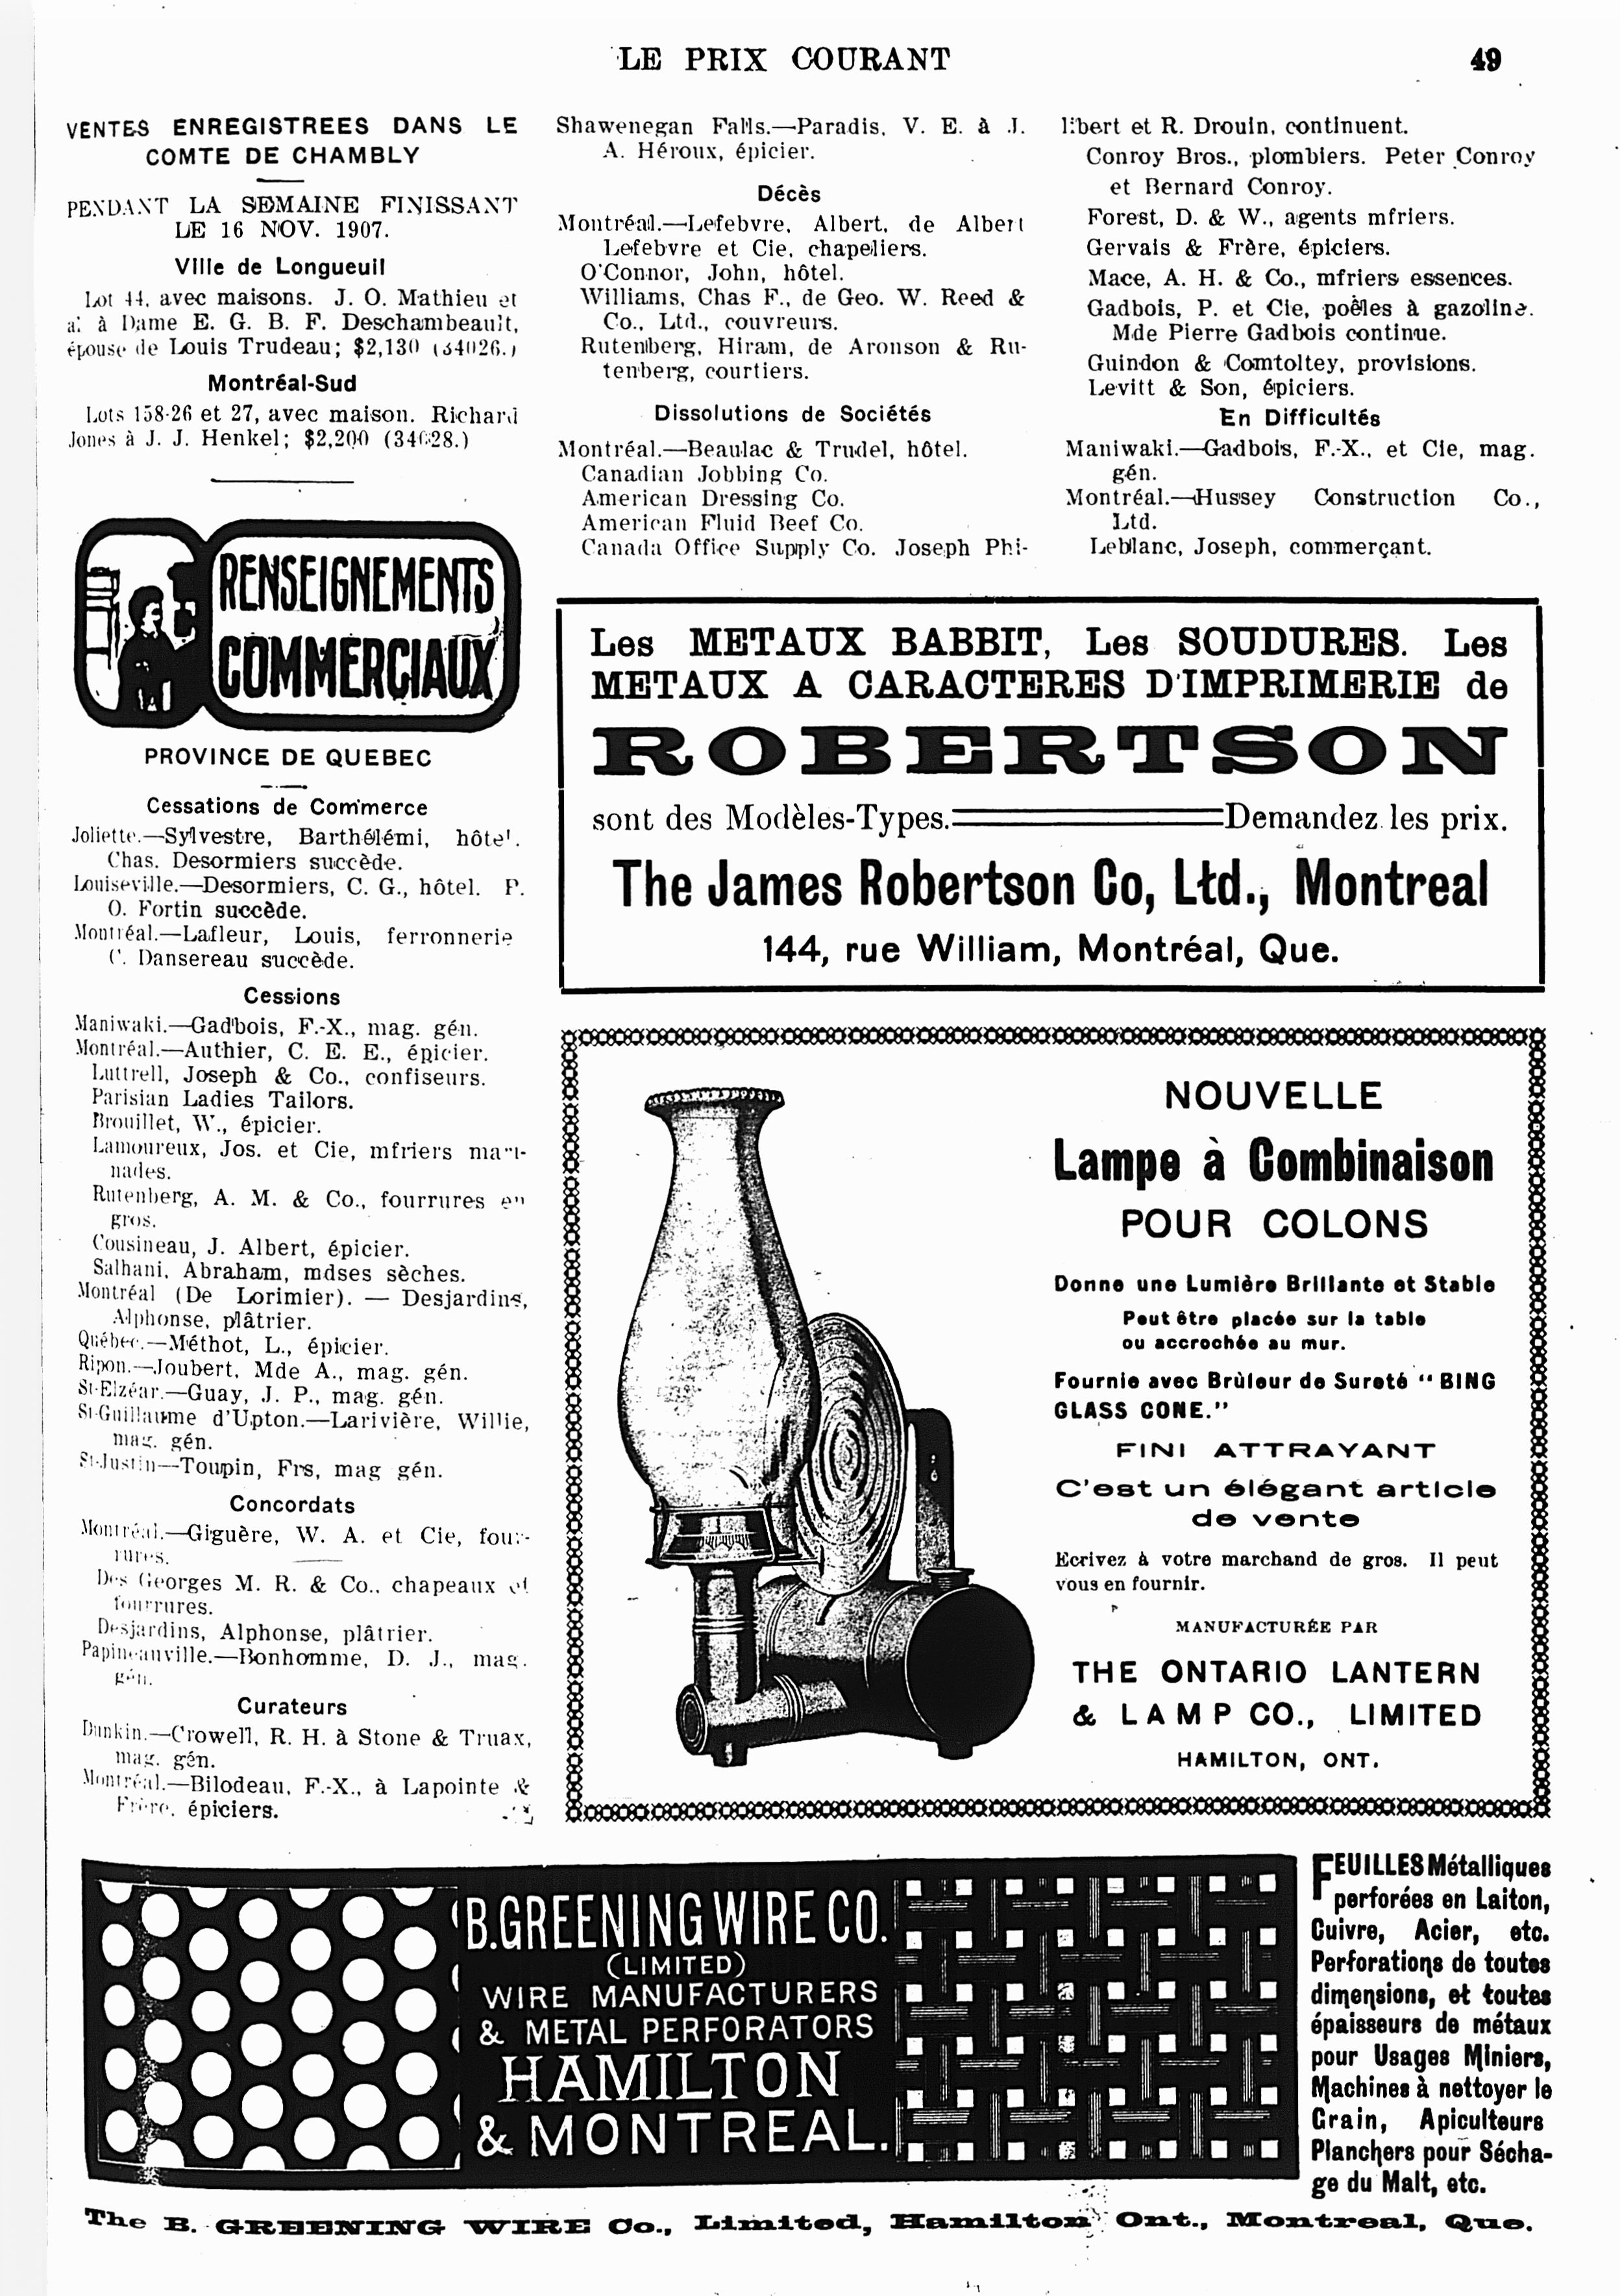 LE PRIX COURANT
49
VENTES ENREGISTREES DANS LE
COMTE DE CHAMBLY
PENDANT LA SEMAINE FINISSANT
LE 16 NOV. 1907.
Ville de Longueuil
Lot 44, avec maisons. J. O. Mathieu et
al à Dame E. G. B. F. Deschambeault,
épouse de Louis Trudeau; $2,130 (34026.)
Montréal-Sud
Lots 158-26 et 27, avec maison. Richard
Jones à J. J. Henkel; $2,200 (34028.)
RENSEIGNEMENTS
COMMERCIAUX
PROVINCE DE QUEBEC
Cessations de Commerce
Joliette.—Sylvestre, Barthélémi, hôtel.
Chas. Desormiers succède.
Louiseville.—Desormiers, C. G., hôtel. P.
O. Fortin succède.
Montréal.—Lafleur, Louis, ferronnerie
C. Dansereau succède.
Cessions
Maniwaki.—Gadbois, F.-X., mag. gén.
Montréal.—Authier, C. E. E., épicier.
Luttrell, Joseph & Co., confiseurs.
Parisian Ladies Tailors.
Brouillet, W., épicier.
Lamoureux, Jos. et Cie, mfriers mari-
nades.
Rutenberg, A. M. & Co., fourrures en
gros.
Cousineau, J. Albert, épicier.
Salhani, Abraham, mdses sèches.
Montréal (De Lorimier). — Desjardins,
Alphonse, plâtrier.
Québec.—Méthot, L., épicier.
Ripon.—Joubert, Mde A., mag. gén.
St-Elzéar.—Guay, J. P., mag. gén.
St-Guillaume d'Upton.—Larivière, Willie,
mag. gén.
St-Justin—Toupin, Frs, mag gén.
Concordats
Montréal.—Giguère, W. A. et Cie, four-
rures.
Des Georges M. R. & Co., chapeaux et
fourrures.
Desjardins, Alphonse, plâtrier.
Papineauville.—Bonhomme, D. J., mag.
gén.
Curateurs
Dunkin.—Crowell, R. H. à Stone & Truax,
mag. gén.
Montréal.—Bilodeau, F.-X., à Lapointe &
Frère, épiciers.
Shawenegan Falls.—Paradis, V. E. à J.
A. Héroux, épicier.
Décès
Montréal.—Lefebvre, Albert, de Albert
Lefebvre et Cie, chapeliers.
O'Connor, John, hôtel.
Williams, Chas F., de Geo. W. Reed &
Co., Ltd., couvreurs.
Rutenberg, Hiram, de Aronson & Ru-
tenberg, courtiers.
Dissolutions de Sociétés
Montréal.—Beaulac & Trudel, hôtel.
Canadian Jobbing Co.
American Dressing Co.
American Fluid Beef Co.
Canada Office Supply Co. Joseph Phi-
libert et R. Drouin, continuent.
Conroy Bros., plombiers. Peter Conroy
et Bernard Conroy.
Forest, D. & W., agents mfriers.
Gervais & Frère, épiciers.
Mace, A. H. & Co., mfriers essences.
Gadbois, P. et Cie, poêles à gazoline.
Mde Pierre Gadbois continue.
Guindon & Comtoltey, provisions.
Levitt & Son, épiciers.
En Difficultés
Maniwaki.—Gadbois, F.-X., et Cie, mag.
gén.
Montréal.—Hussey Construction Co.,
Ltd.
Leblanc, Joseph, commerçant.
Les METAUX BABBIT, Les SOUDURES. Les
METAUX A CARACTERES D'IMPRIMERIE de
ROBERTSON
sont des Modèles-Types. Demandez les prix.
The James Robertson Co, Ltd., Montreal
144, rue William, Montréal, Que.
NOUVELLE
Lampe à Combinaison
POUR COLONS
Donne une Lumière Brillante et Stable
Peut être placée sur la table
ou accrochée au mur.
Fournie avec Brûleur de Sureté "BING
GLASS CONE."
FINI ATTRAYANT
C'est un élégant article
de vente
Ecrivez à votre marchand de gros. Il peut
vous en fournir.
MANUFACTURÉE PAR
THE ONTARIO LANTERN
& LAMP CO., LIMITED
HAMILTON, ONT.
B. GREENING WIRE CO.
(LIMITED)
WIRE MANUFACTURERS
& METAL PERFORATORS
HAMILTON
& MONTREAL.
FEUILLES Métalliques
perforées en Laiton,
Cuivre, Acier, etc.
Perforations de toutes
dimensions, et toutes
épaisseurs de métaux
pour Usages Miniers,
Machines à nettoyer le
Grain, Apiculteurs
Planchers pour Sécha-
ge du Malt, etc.
The B. GREENING WIRE Co., Limited, Hamilton Ont., Montreal, Que.